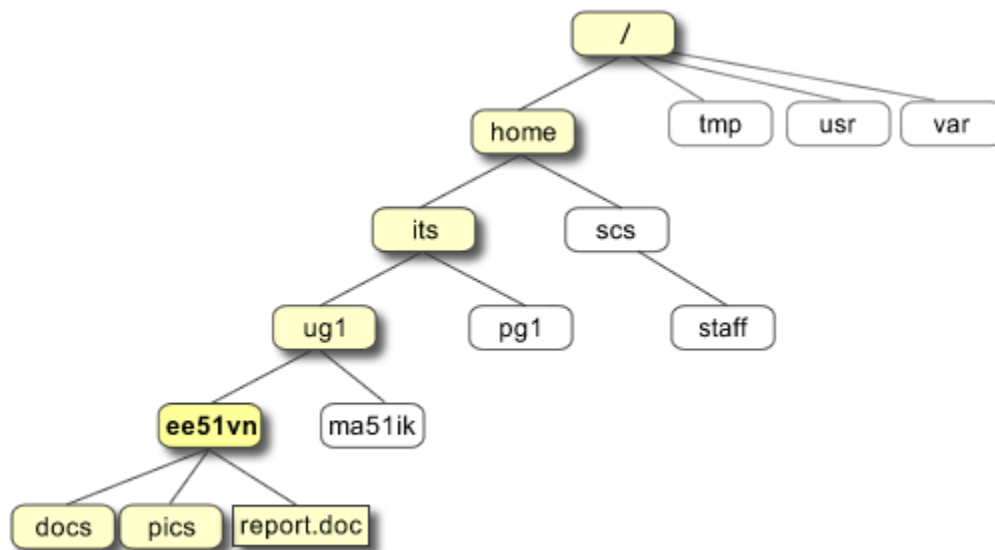 /
home
tmp
usr
var
its
scs
ug1
pg1
staff
ee51vn
ma51ik
docs
pics
report.doc